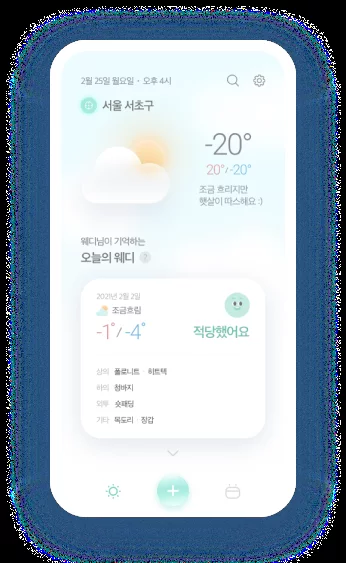 2월 25일 월요일 · 오후 4시
서울 서초구
-20°
20°/-20°
조금 흐리지만
햇살이 따스해요 :)
웨디님이 기억하는
오늘의 웨디 ?
2021년 2월 2일
조금흐림
-1°/ -4°
적당했어요
상의 폴로니트 · 히트텍
하의 청바지
외투 숏패딩
기타 목도리 · 장갑